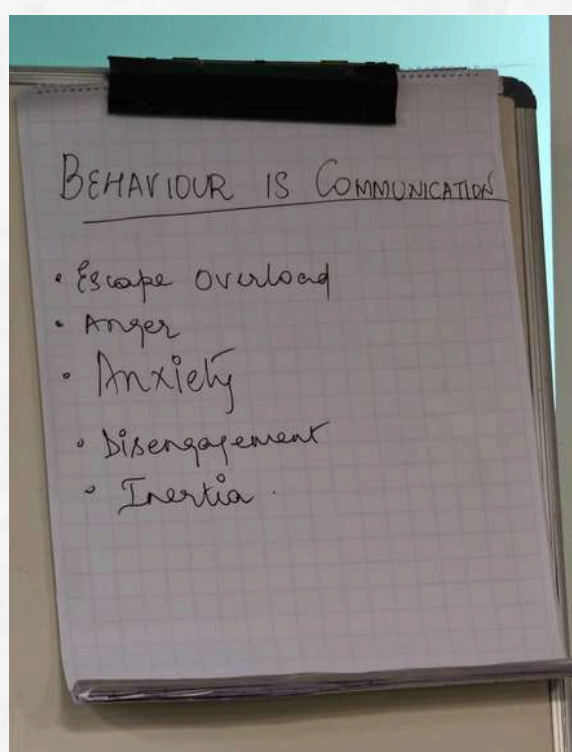 BEHAVIOUR IS COMMUNICATION
• Escape overload
• Anger
• Anxiety
• Disengagement
• Inertia.